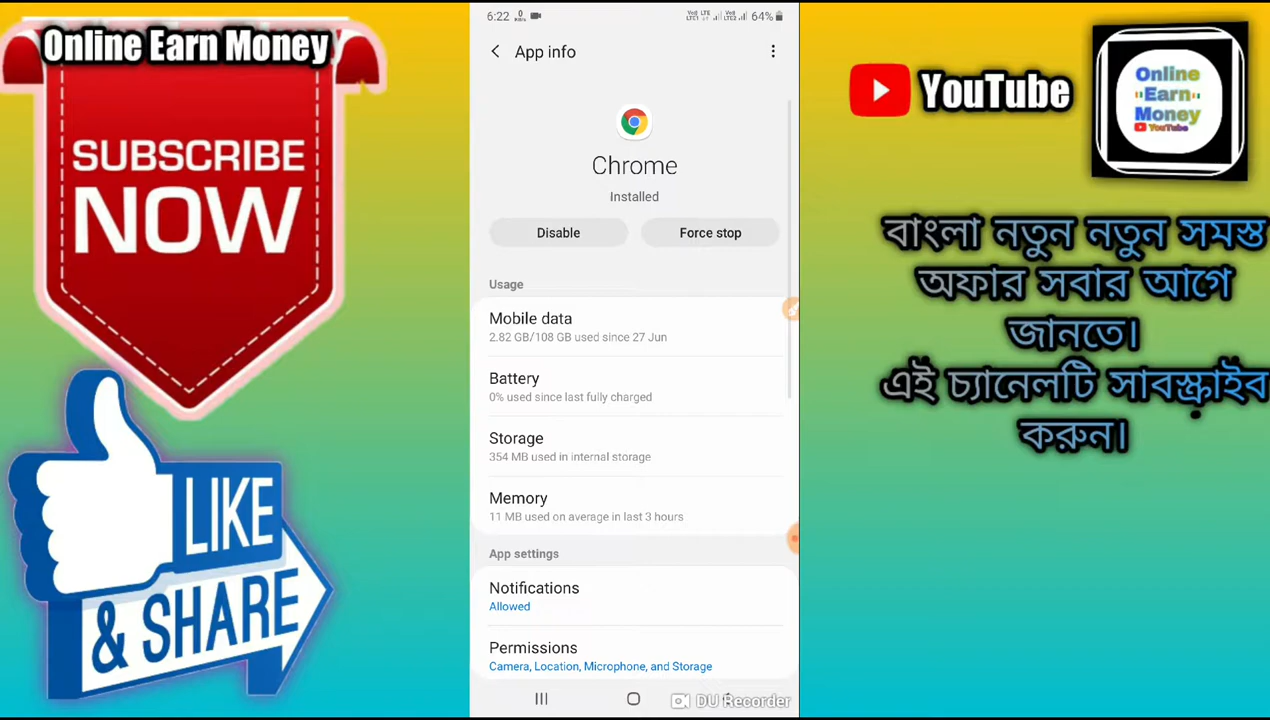 Online Earn Money
SUBSCRIBE
NOW
LIKE
& SHARE
6:22
0
64%
App info
Chrome
Installed
Disable
Force stop
Usage
Mobile data
2.82 GB/108 GB used since 27 Jun
Battery
0% used since last fully charged
Storage
354 MB used in internal storage
Memory
11 MB used on average in last 3 hours
App settings
Notifications
Allowed
Permissions
Camera, Location, Microphone, and Storage
DU Recorder
YouTube
Online
Earn
Money
YouTube
বাংলা নতুন নতুন সমস্ত
অফার সবার আগে
জানতে।
এই চ্যানেলটি সাবস্ক্রাইব
করুন।